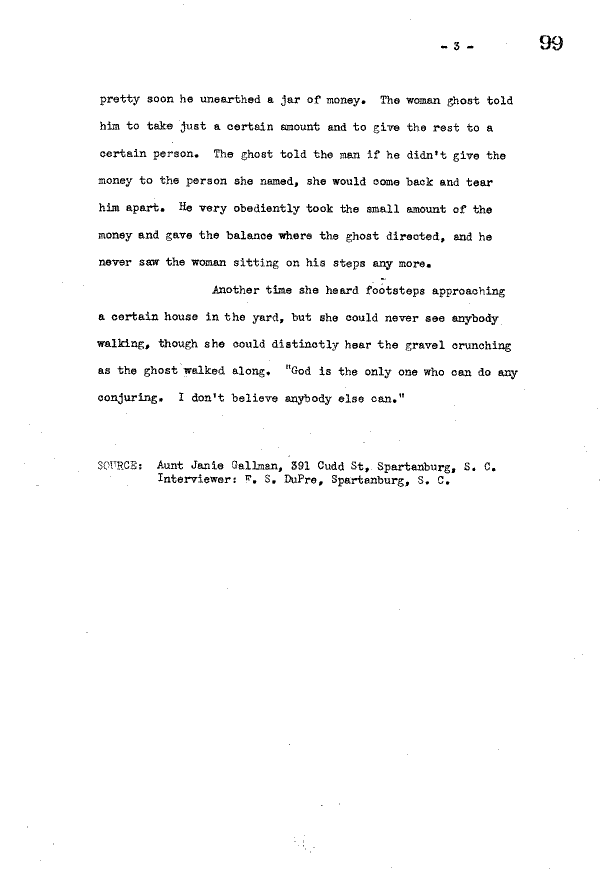 - 3 -
99
pretty soon he unearthed a jar of money. The woman ghost told
him to take just a certain amount and to give the rest to a
certain person. The ghost told the man if he didn't give the
money to the person she named, she would come back and tear
him apart. He very obediently took the small amount of the
money and gave the balance where the ghost directed, and he
never saw the woman sitting on his steps any more.
Another time she heard footsteps approaching
a certain house in the yard, but she could never see anybody
walking, though she could distinctly hear the gravel crunching
as the ghost walked along. "God is the only one who can do any
conjuring. I don't believe anybody else can."
SOURCE: Aunt Janie Gallman, 391 Cudd St, Spartanburg, S. C.
Interviewer: F. S. DuPre, Spartanburg, S. C.